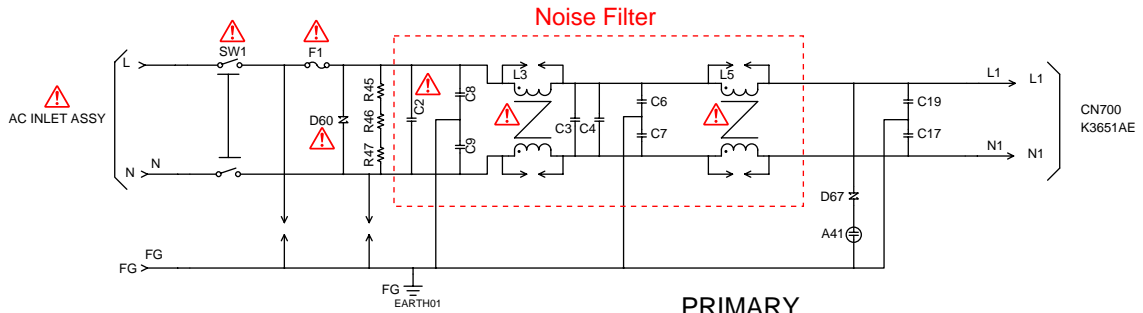 Noise Filter
SW1
F1
L
L3
L5
L1
L1
R45
C2
C8
C6
C19
CN700
K3651AE
AC INLET ASSY
D60
R46
C3
C4
C7
C17
R47
C9
N
N
N1
N1
D67
A41
FG
FG
FG
EARTH01
PRIMARY